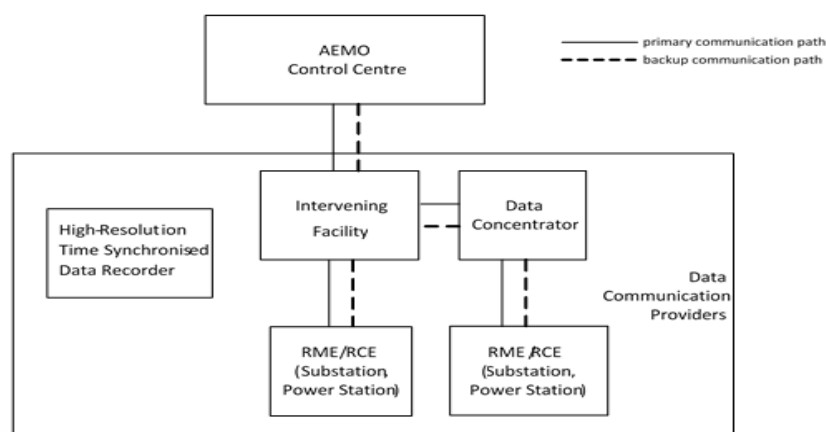 AEMO
Control Centre
primary communication path
backup communication path
Intervening
Facility
Data
Concentrator
High-Resolution
Time Synchronised
Data Recorder
Data
Communication
Providers
RME/RCE
(Substation,
Power Station)
RME/RCE
(Substation,
Power Station)